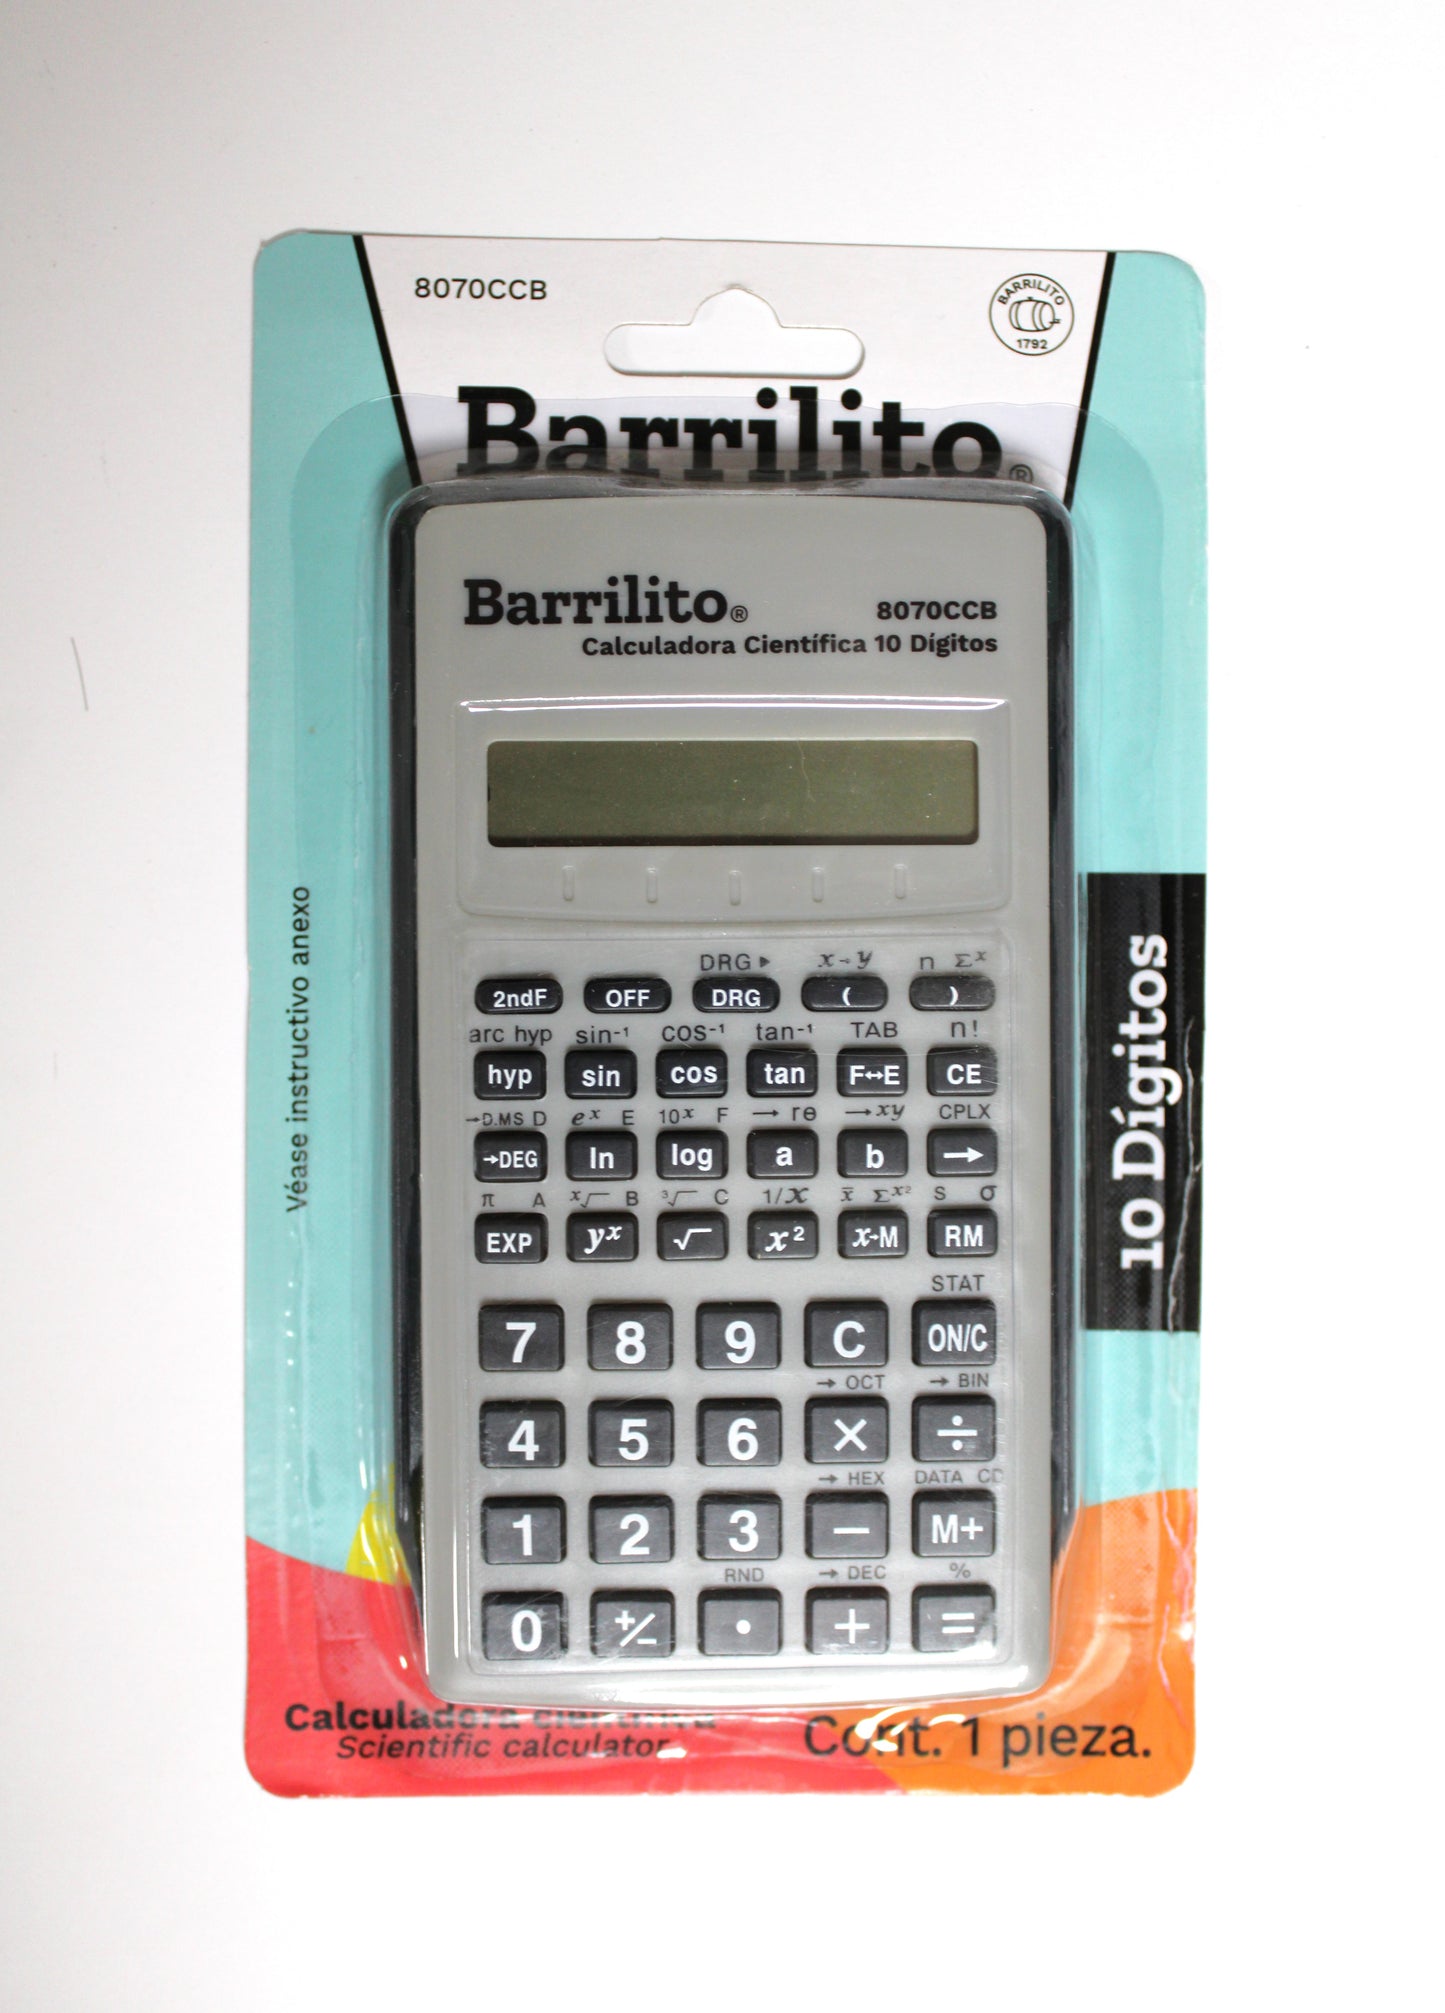 8070CCB
BARRILITO
1792
Barrilito®
Barrilito®
8070CCB
Calculadora Científica 10 Dígitos
Véase instructivo anexo
10 Dígitos
DRG ▸ x→y n Σx
2ndF OFF DRG ( )
arc hyp sin⁻¹ COS⁻¹ tan⁻¹ TAB n!
hyp sin cos tan F↔E CE
→D.MS D eˣ E 10ˣ F → rθ → xy CPLX
→DEG ln log a b →
π A ˣ√ B ³√ C 1/x x̄ Σx² S σ
EXP yˣ √ x² x→M RM
STAT
7 8 9 C ON/C
→ OCT → BIN
4 5 6 × ÷
→ HEX DATA CD
1 2 3 − M+
RND → DEC %
0 +/− • + =
Calculadora científica
Scientific calculator
Cont. 1 pieza.